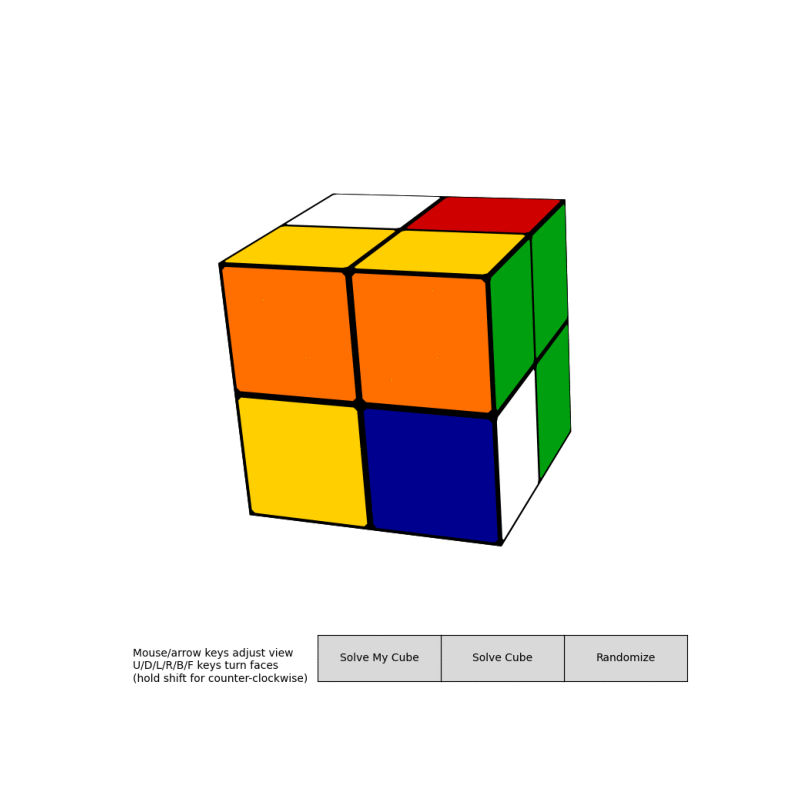 Mouse/arrow keys adjust view
U/D/L/R/B/F keys turn faces
(hold shift for counter-clockwise)
Solve My Cube
Solve Cube
Randomize